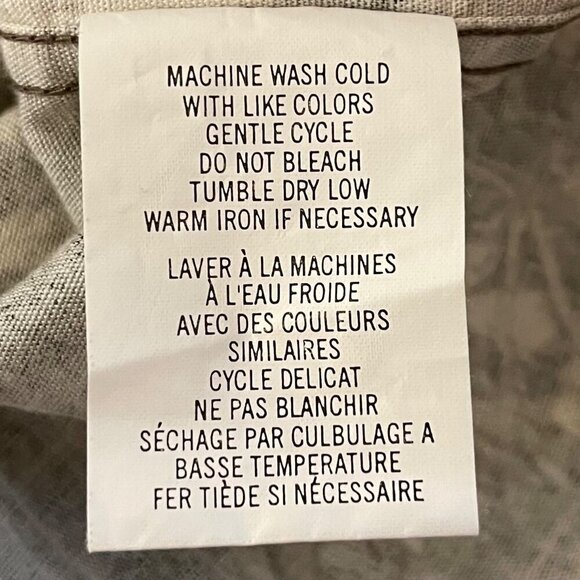 MACHINE WASH COLD
WITH LIKE COLORS
GENTLE CYCLE
DO NOT BLEACH
TUMBLE DRY LOW
WARM IRON IF NECESSARY
LAVER À LA MACHINES
À L'EAU FROIDE
AVEC DES COULEURS
SIMILAIRES
CYCLE DELICAT
NE PAS BLANCHIR
SÉCHAGE PAR CULBULAGE A
BASSE TEMPERATURE
FER TIÈDE SI NÉCESSAIRE